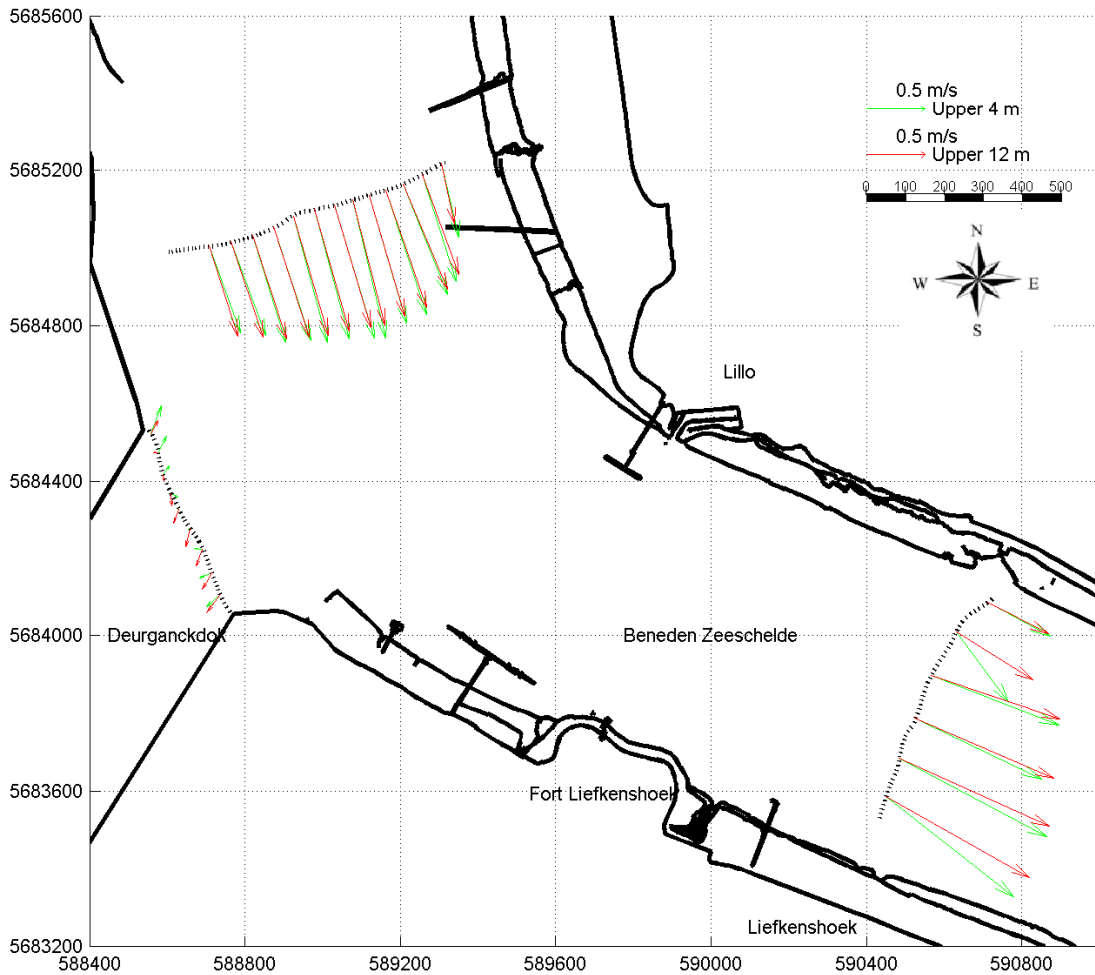 5685600
5685200
5684800
5684400
5684000
5683600
5683200
588400
588800
589200
589600
590000
590400
590800
0.5 m/s
Upper 4 m
0.5 m/s
Upper 12 m
0 100 200 300 400 500
N
W E
S
Lillo
Deurganckdok
Beneden Zeeschelde
Fort Liefkenshoek
Liefkenshoek